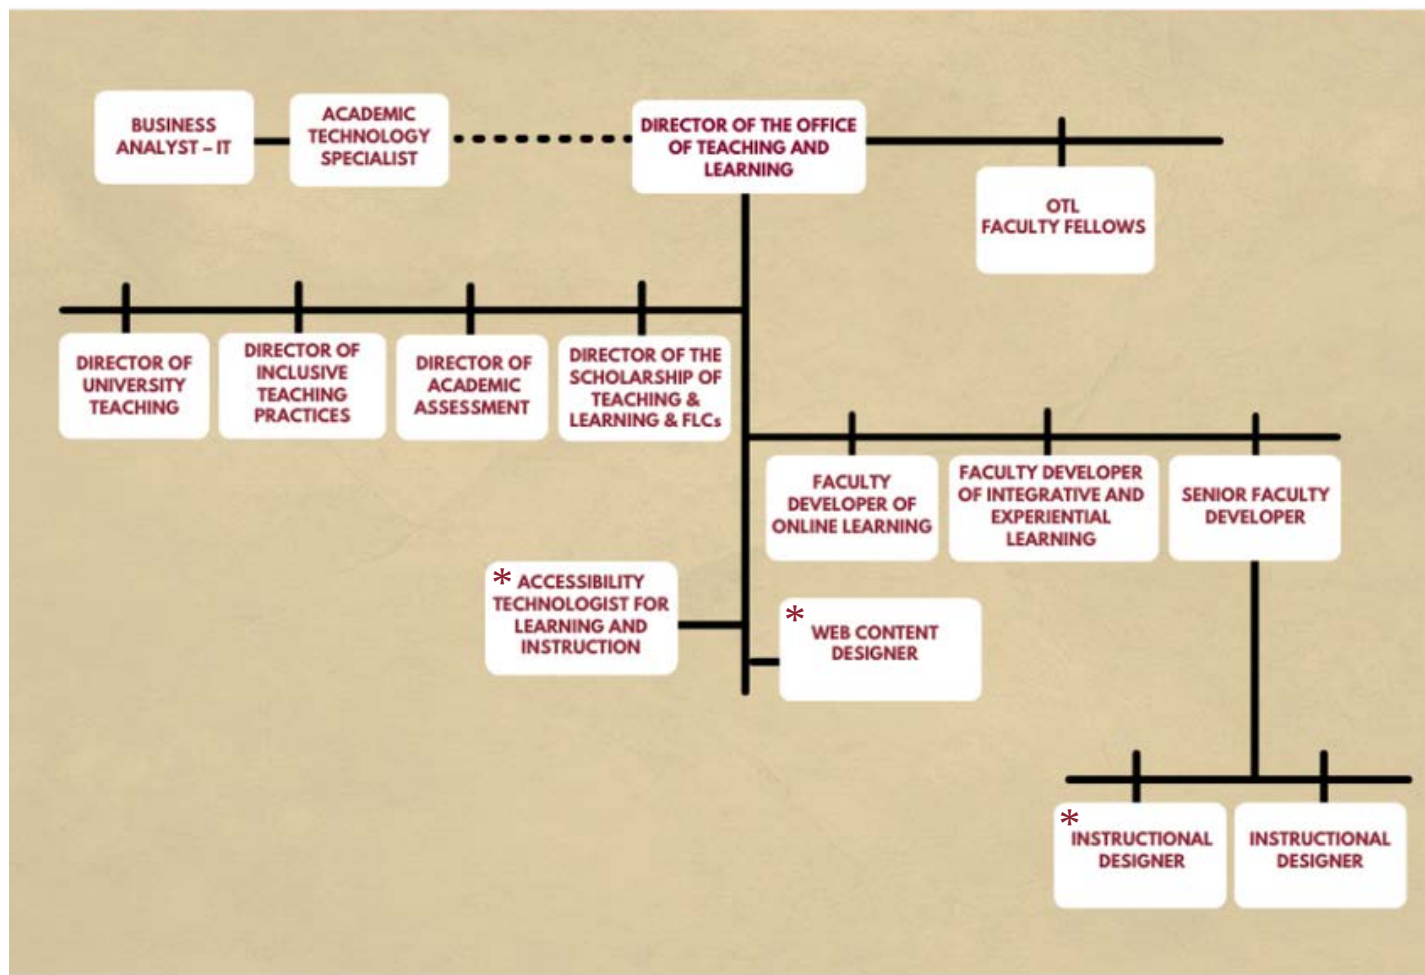 BUSINESS
ANALYST – IT
ACADEMIC
TECHNOLOGY
SPECIALIST
DIRECTOR OF THE OFFICE
OF TEACHING AND
LEARNING
OTL
FACULTY FELLOWS
DIRECTOR OF
UNIVERSITY
TEACHING
DIRECTOR OF
INCLUSIVE
TEACHING
PRACTICES
DIRECTOR OF
ACADEMIC
ASSESSMENT
DIRECTOR OF THE
SCHOLARSHIP OF
TEACHING &
LEARNING & FLCs
FACULTY
DEVELOPER OF
ONLINE LEARNING
FACULTY DEVELOPER
OF INTEGRATIVE AND
EXPERIENTIAL
LEARNING
SENIOR FACULTY
DEVELOPER
* ACCESSIBILITY
TECHNOLOGIST FOR
LEARNING AND
INSTRUCTION
* WEB CONTENT
DESIGNER
* INSTRUCTIONAL
DESIGNER
INSTRUCTIONAL
DESIGNER